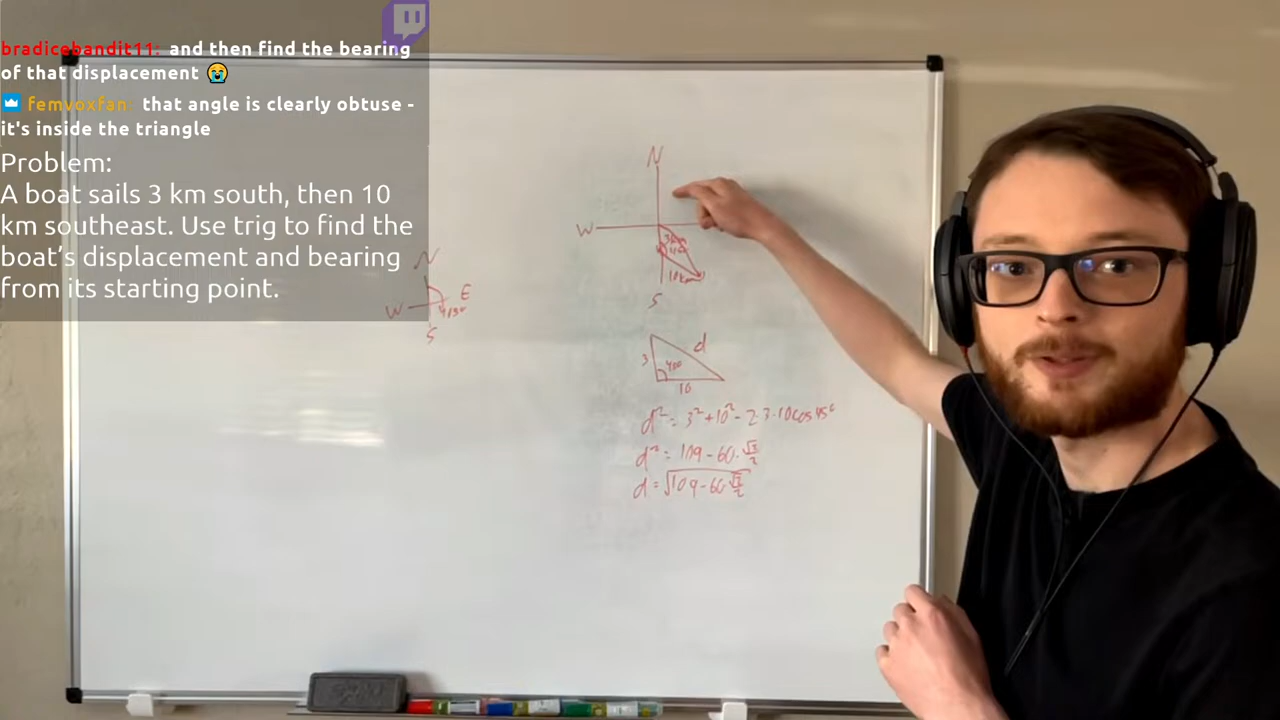 bradicebandit11: and then find the bearing
of that displacement 😭
femvoxfan: that angle is clearly obtuse -
it's inside the triangle
Problem:
A boat sails 3 km south, then 10
km southeast. Use trig to find the
boat's displacement and bearing
from its starting point.
N
W E
S
N
W
10km
S
3 d
10
d² = 3² + 10² - 2·3·10cos45°
d² = 109 - 60·√2/2
d = √109-60√2/2